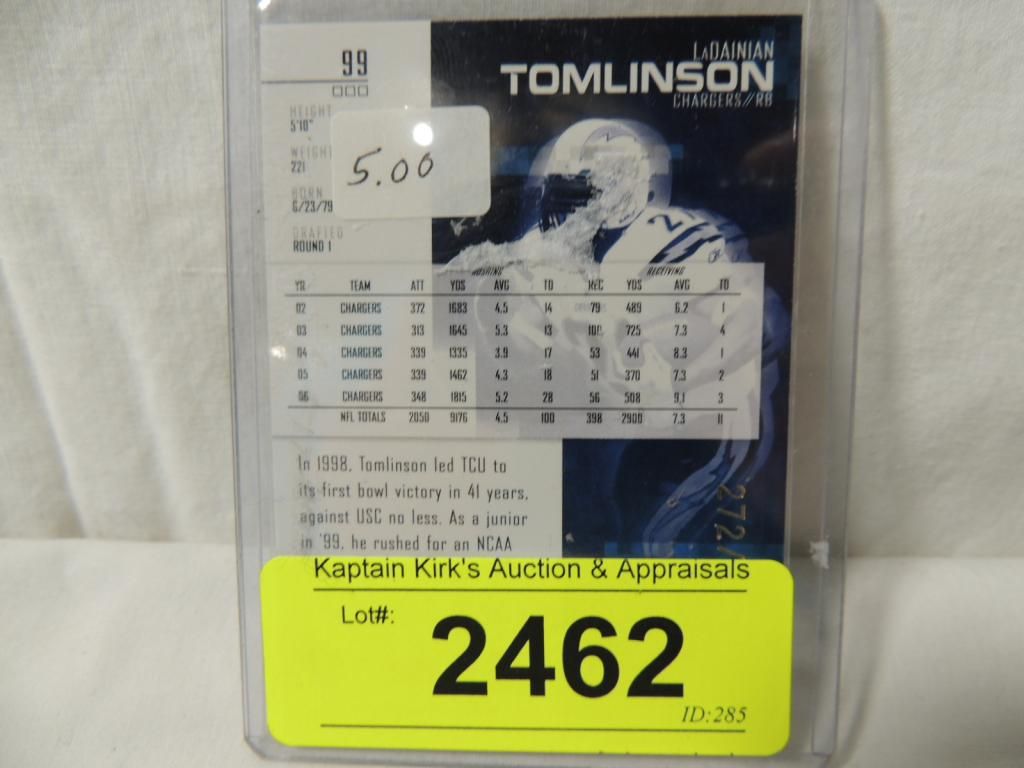 99
LADAINIAN
TOMLINSON
CHARGERS//RB
HEIGHT
5'10"
WEIGHT
221
BORN
6/23/79
DRAFTED
ROUND 1
5.00
RUSHING RECEIVING
YR TEAM ATT YDS AVG TD REC YDS AVG TD
02 CHARGERS 372 1683 4.5 14 79 489 6.2 1
03 CHARGERS 313 1645 5.3 13 100 725 7.3 4
04 CHARGERS 339 1335 3.9 17 53 441 8.3 1
05 CHARGERS 339 1462 4.3 18 51 370 7.3 2
06 CHARGERS 348 1815 5.2 28 56 508 9.1 3
NFL TOTALS 2050 9176 4.5 100 398 2900 7.3 11
In 1998, Tomlinson led TCU to
its first bowl victory in 41 years,
against USC no less. As a junior
in '99, he rushed for an NCAA
272/
Kaptain Kirk's Auction & Appraisals
Lot#:
2462
ID:285